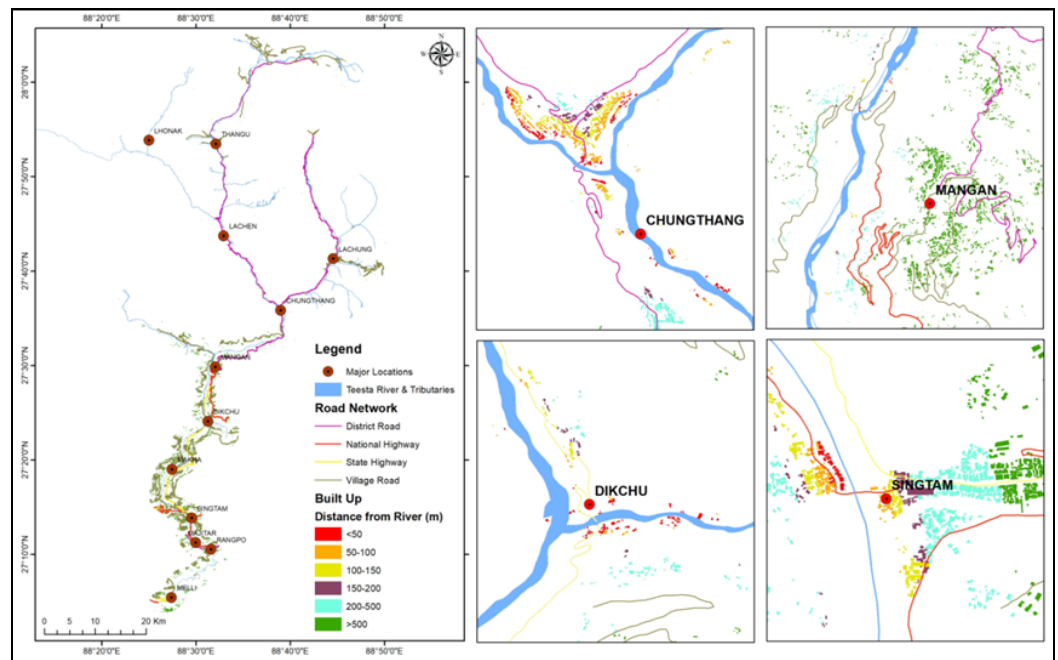 88°20'0"E 88°30'0"E 88°40'0"E 88°50'0"E
N
W E
S
28°0'0"N
27°50'0"N
27°40'0"N
27°30'0"N
27°20'0"N
27°10'0"N
LHONAK
THANGU
LACHEN
LACHUNG
CHUNGTHANG
MANGAN
DIKCHU
SINGTAM
RANGPO
MELLI
Legend
Major Locations
Teesta River & Tributaries
Road Network
District Road
National Highway
State Highway
Village Road
Built Up
Distance from River (m)
<50
50-100
100-150
150-200
200-500
>500
0 10 20 Km
88°20'0"E 88°30'0"E 88°40'0"E 88°50'0"E
CHUNGTHANG
MANGAN
DIKCHU
SINGTAM